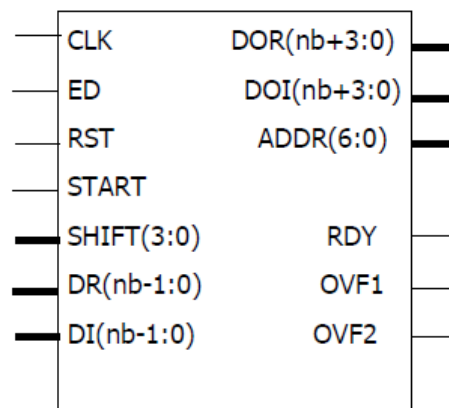 CLK DOR(nb+3:0)
ED DOI(nb+3:0)
RST ADDR(6:0)
START
SHIFT(3:0) RDY
DR(nb-1:0) OVF1
DI(nb-1:0) OVF2